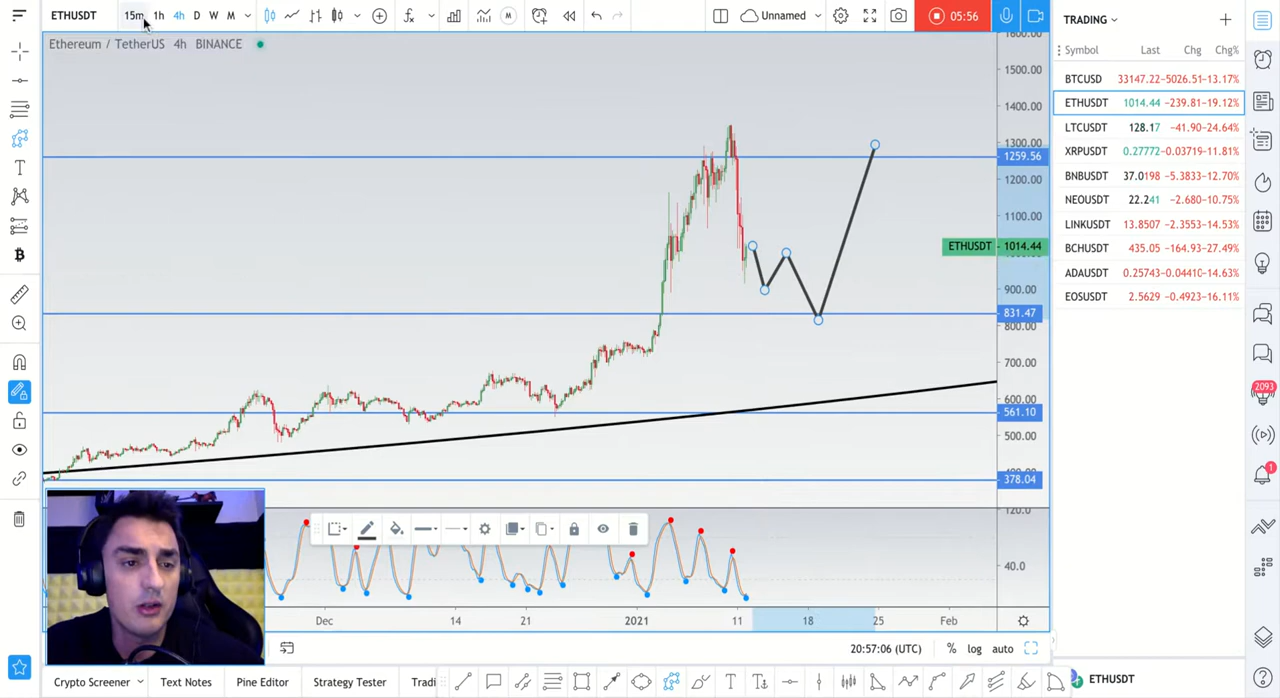 ETHUSDT 15m 1h 4h D W M Unnamed 05:56 TRADING
Ethereum / TetherUS 4h BINANCE
Symbol Last Chg Chg%
BTCUSD 33147.22 -5026.51 -13.17%
ETHUSDT 1014.44 -239.81 -19.12%
LTCUSDT 128.17 -41.90 -24.64%
XRPUSDT 0.27772 -0.03719 -11.81%
BNBUSDT 37.0198 -5.3833 -12.70%
NEOUSDT 22.241 -2.680 -10.75%
LINKUSDT 13.8507 -2.3553 -14.53%
BCHUSDT 435.05 -164.93 -27.49%
ADAUSDT 0.25743 -0.0441 -14.63%
EOSUSDT 2.5629 -0.4923 -16.11%
1600.00
1500.00
1400.00
1300.00
1259.56
1200.00
1100.00
ETHUSDT 1014.44
900.00
831.47
800.00
700.00
600.00
561.10
500.00
378.04
120.0
40.0
2093
1
Dec 14 21 2021 11 18 25 Feb
20:57:06 (UTC) % log auto
Crypto Screener Text Notes Pine Editor Strategy Tester Tradi ETHUSDT